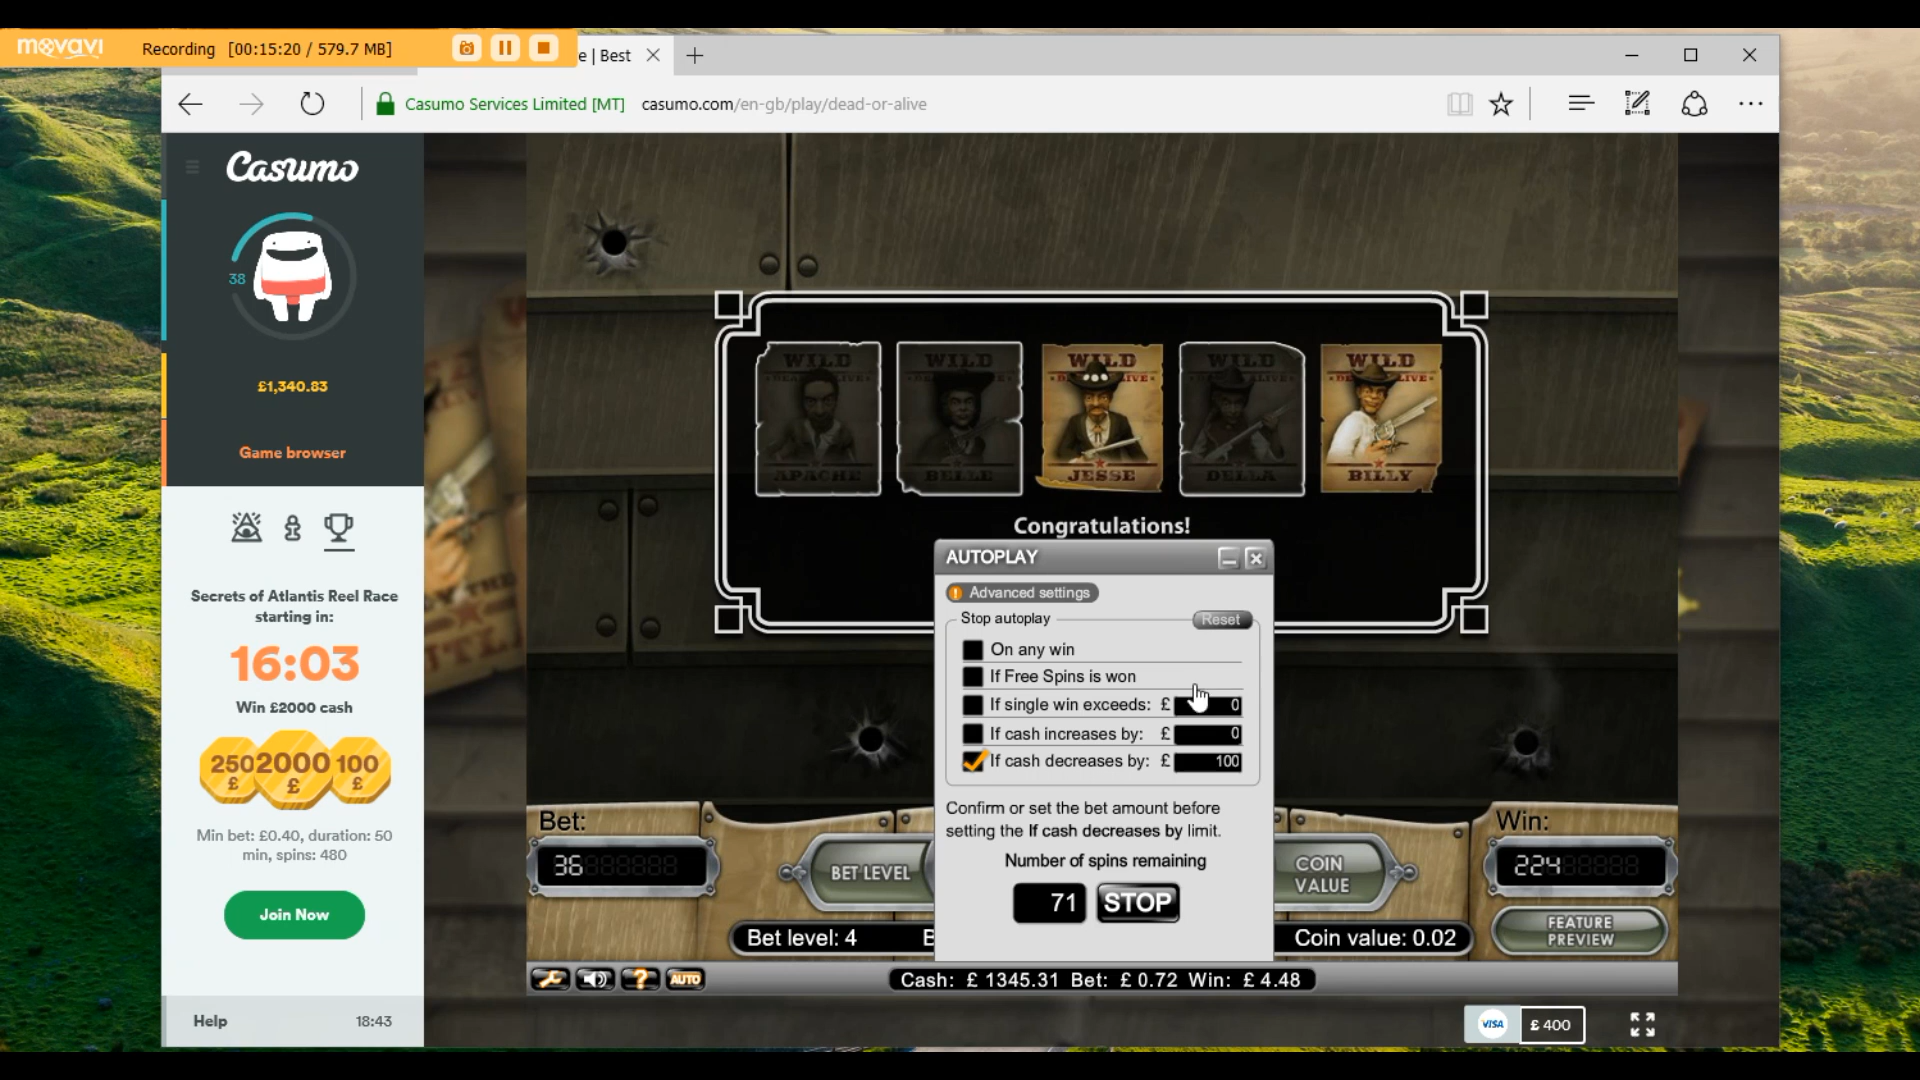 movavi
Recording [00:15:20 / 579.7 MB]
e | Best
Casumo Services Limited [MT] casumo.com/en-gb/play/dead-or-alive
Casumo
38
£1,340.83
Game browser
Secrets of Atlantis Reel Race
starting in:
16:03
Win £2000 cash
250 £ 2000 £ 100 £
Min bet: £0.40, duration: 50
min, spins: 480
Join Now
Help 18:43
WILD WILD WILD WILD WILD
APACHE BELLE JESSE DELLA BILLY
Congratulations!
AUTOPLAY
! Advanced settings
Stop autoplay Reset
On any win
If Free Spins is won
If single win exceeds: £ 0
If cash increases by: £ 0
If cash decreases by: £ 100
Confirm or set the bet amount before
setting the If cash decreases by limit.
Number of spins remaining
71 STOP
Bet:
36
BET LEVEL
Bet level: 4 B
COIN
VALUE
Coin value: 0.02
Win:
224
FEATURE
PREVIEW
? AUTO
Cash: £ 1345.31 Bet: £ 0.72 Win: £ 4.48
VISA £ 400